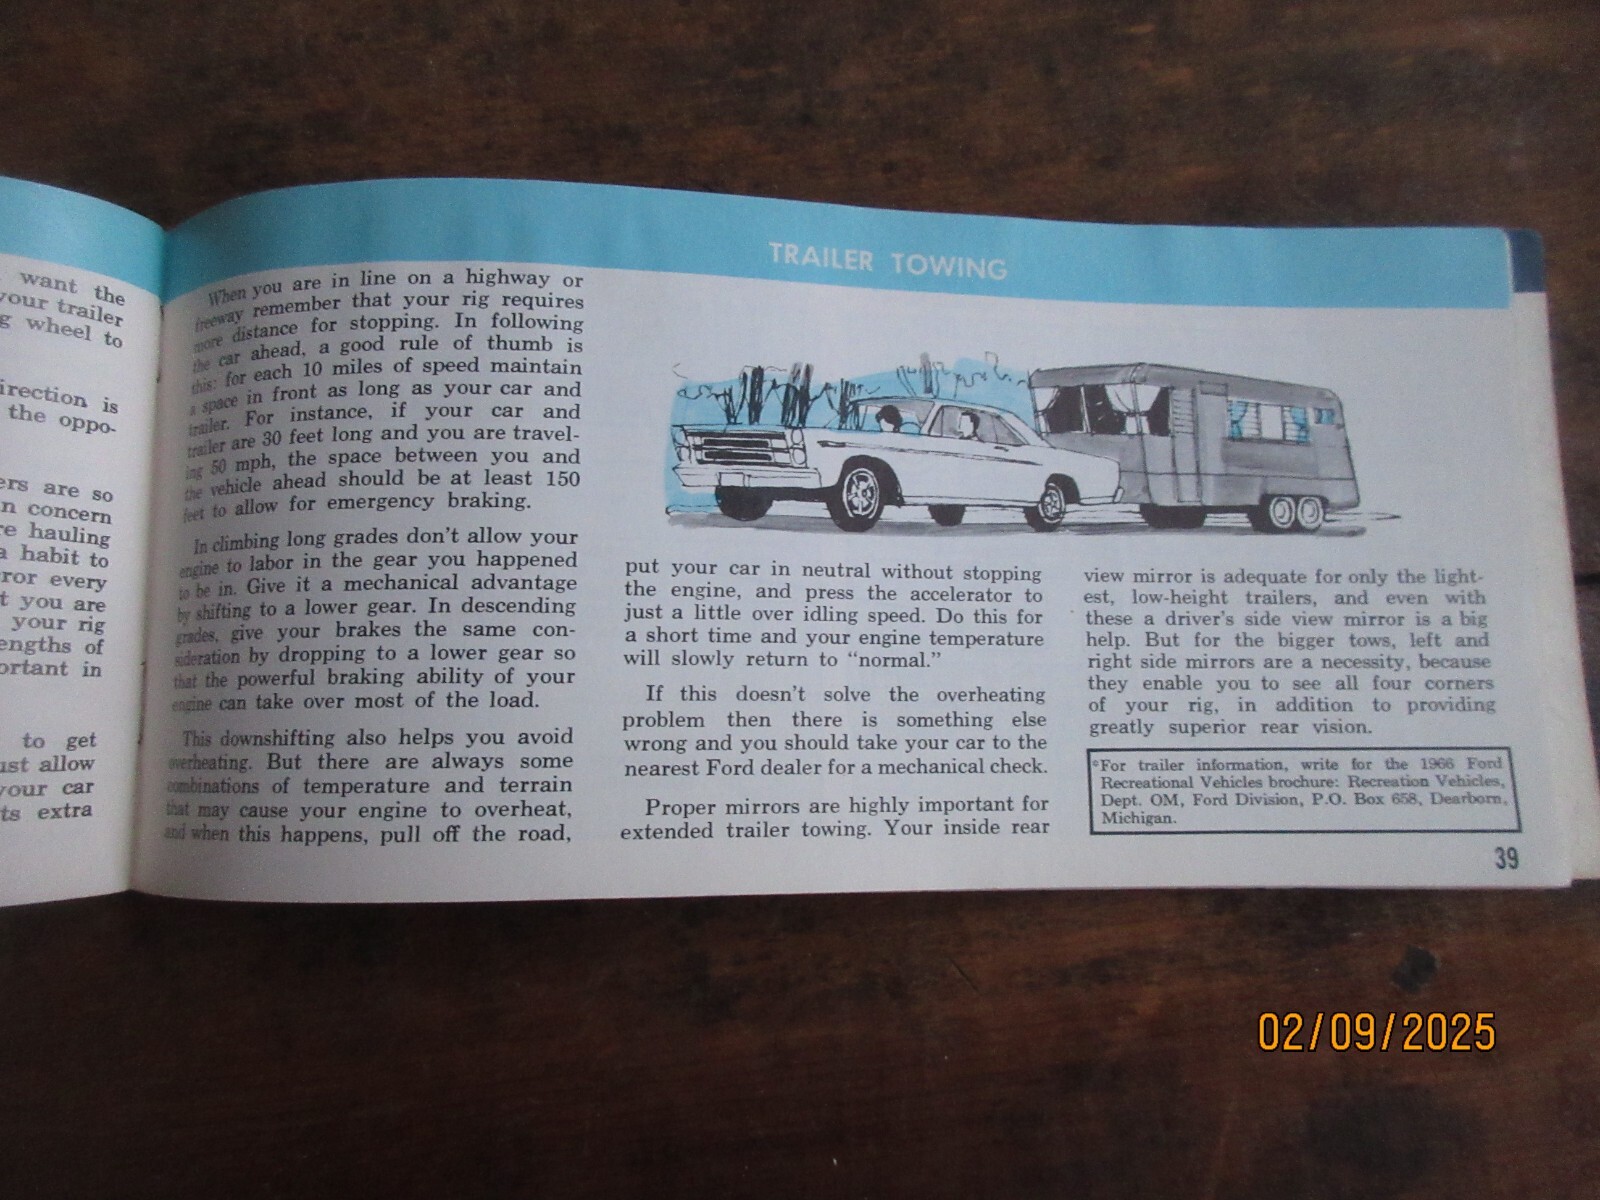 want the
your trailer
g wheel to
irection is
the oppo-
ers are so
n concern
re hauling
a habit to
ror every
t you are
your rig
engths of
ortant in
to get
ust allow
your car
ts extra
TRAILER TOWING
When you are in line on a highway or
freeway remember that your rig requires
more distance for stopping. In following
the car ahead, a good rule of thumb is
this: for each 10 miles of speed maintain
a space in front as long as your car and
trailer. For instance, if your car and
trailer are 30 feet long and you are travel-
ing 50 mph, the space between you and
the vehicle ahead should be at least 150
feet to allow for emergency braking.
In climbing long grades don't allow your
engine to labor in the gear you happened
to be in. Give it a mechanical advantage
by shifting to a lower gear. In descending
grades, give your brakes the same con-
sideration by dropping to a lower gear so
that the powerful braking ability of your
engine can take over most of the load.
This downshifting also helps you avoid
overheating. But there are always some
combinations of temperature and terrain
that may cause your engine to overheat,
and when this happens, pull off the road,
put your car in neutral without stopping
the engine, and press the accelerator to
just a little over idling speed. Do this for
a short time and your engine temperature
will slowly return to “normal.”
If this doesn't solve the overheating
problem then there is something else
wrong and you should take your car to the
nearest Ford dealer for a mechanical check.
Proper mirrors are highly important for
extended trailer towing. Your inside rear
view mirror is adequate for only the light-
est, low-height trailers, and even with
these a driver's side view mirror is a big
help. But for the bigger tows, left and
right side mirrors are a necessity, because
they enable you to see all four corners
of your rig, in addition to providing
greatly superior rear vision.
*For trailer information, write for the 1966 Ford
Recreational Vehicles brochure: Recreation Vehicles,
Dept. OM, Ford Division, P.O. Box 658, Dearborn,
Michigan.
39
02/09/2025